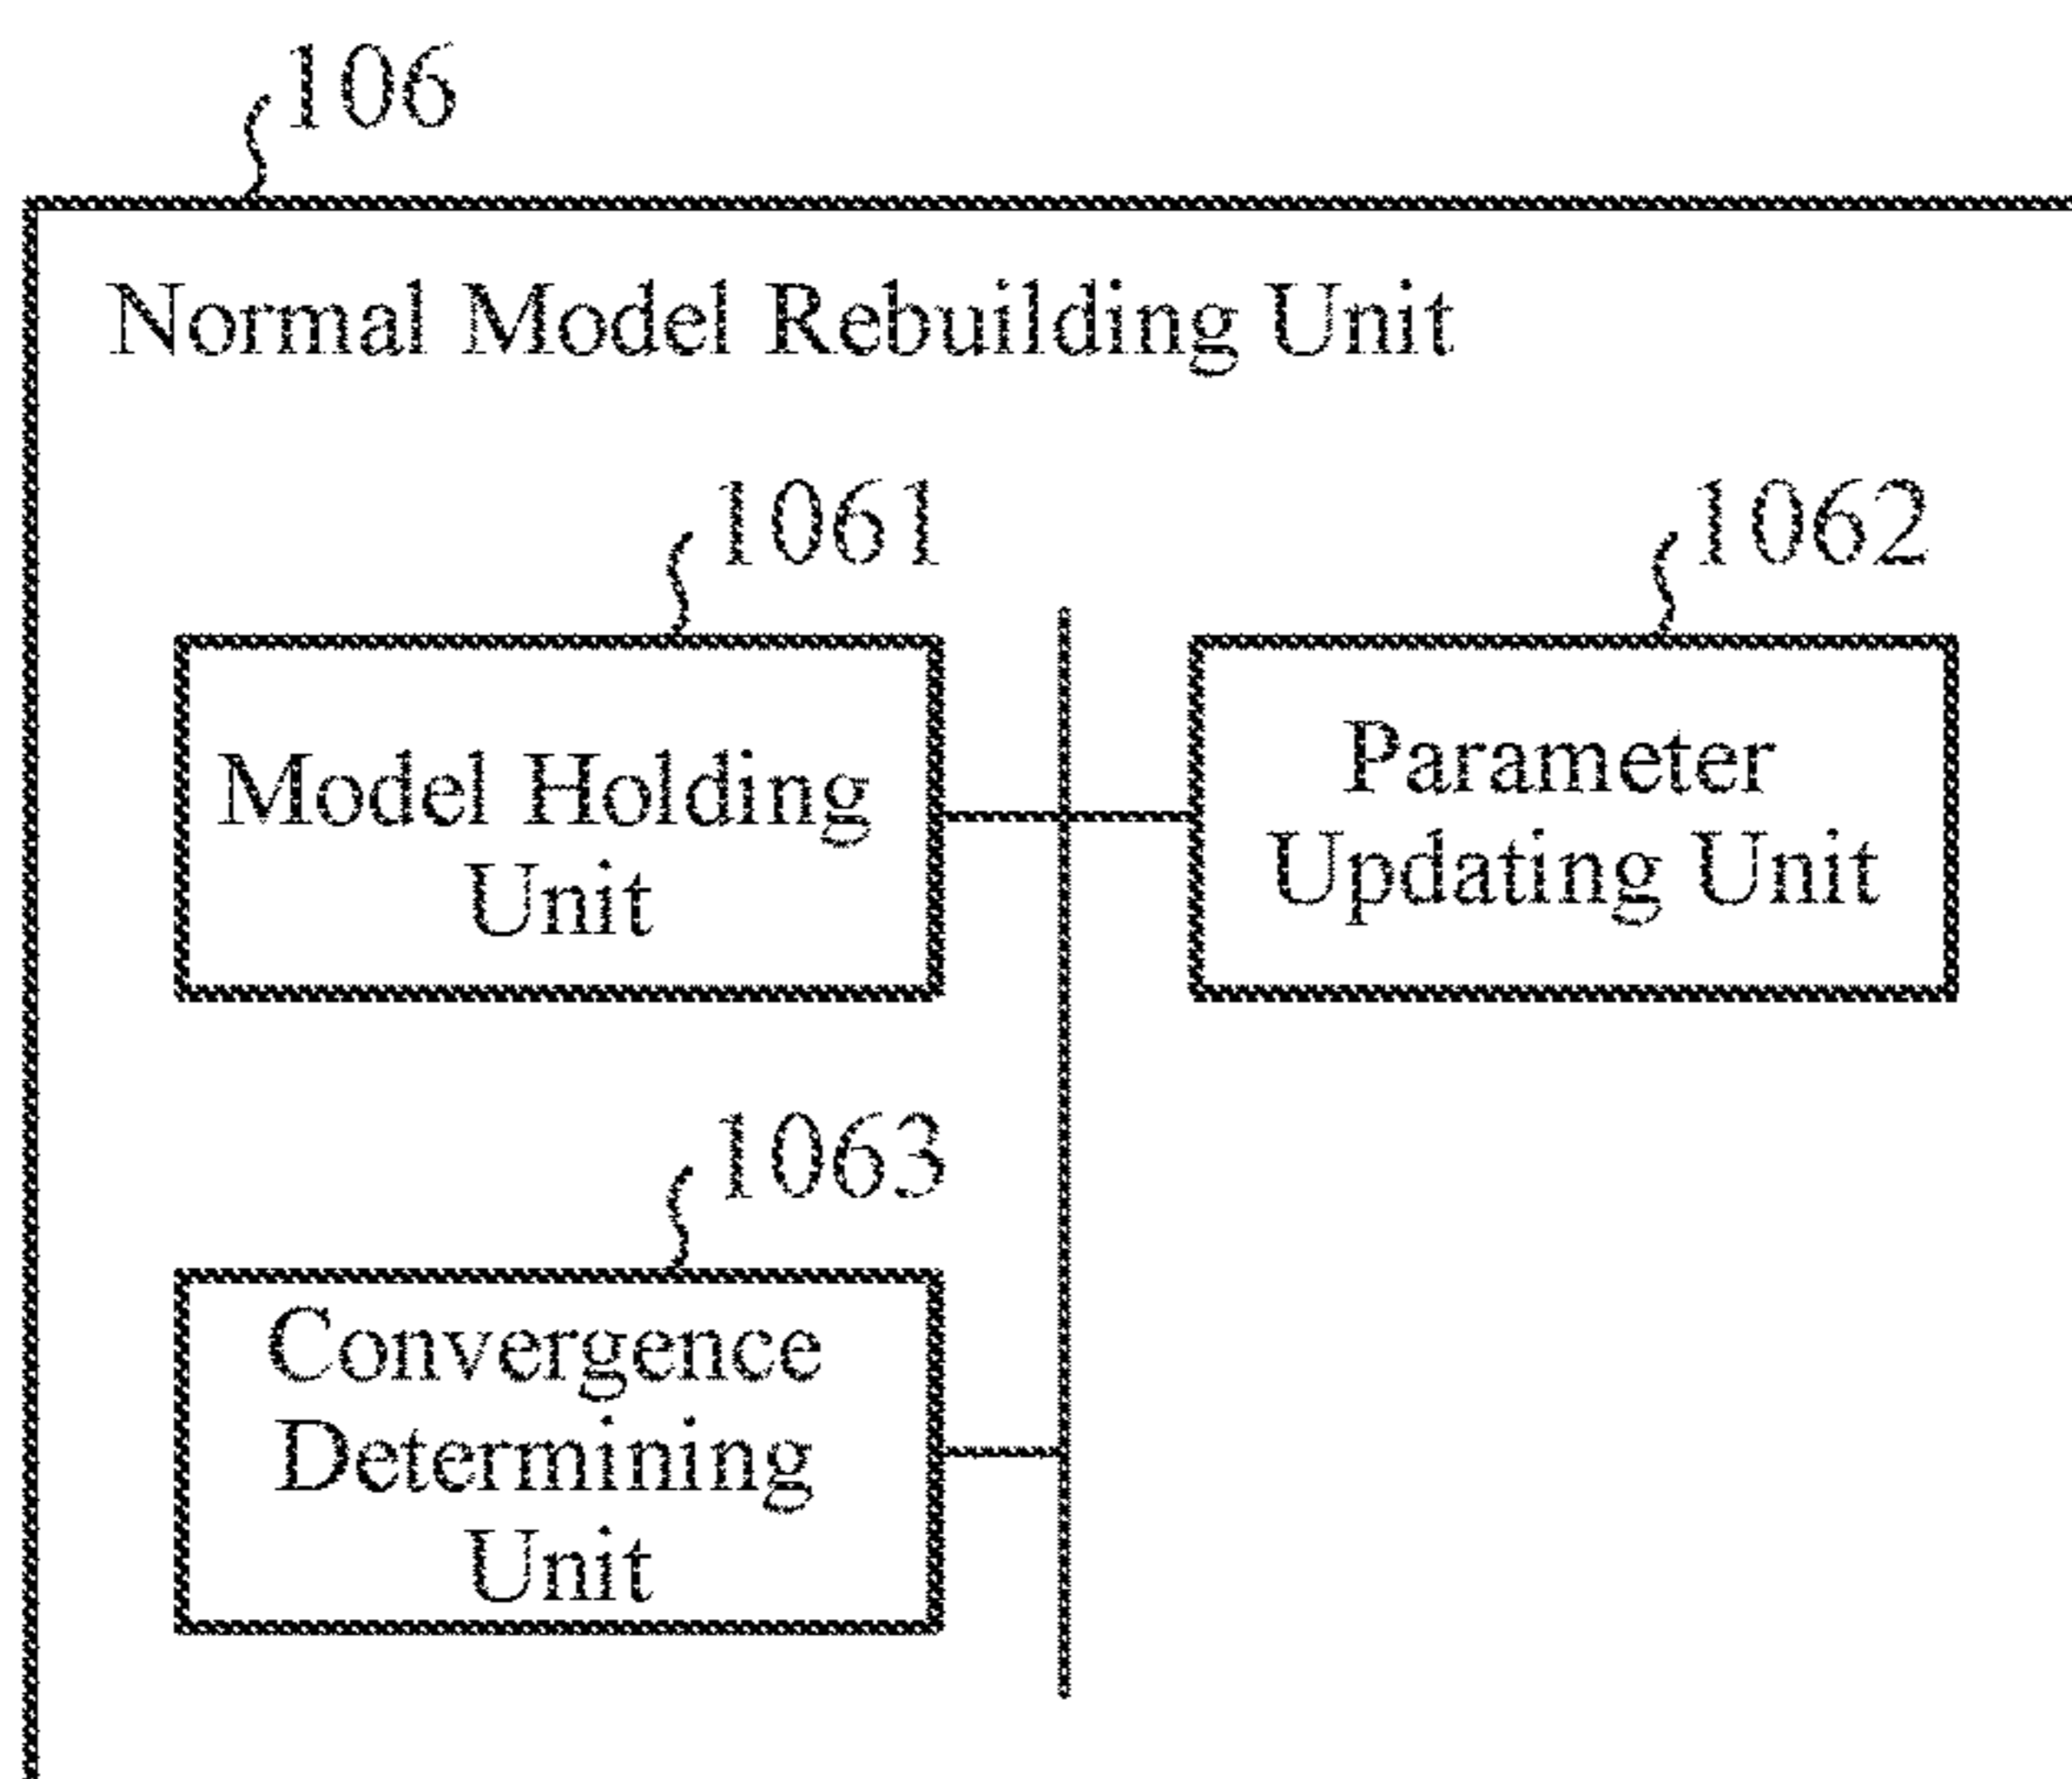 106
Normal Model Rebuilding Unit
1061
1062
Model Holding
Unit
Parameter
Updating Unit
1063
Convergence
Determining
Unit